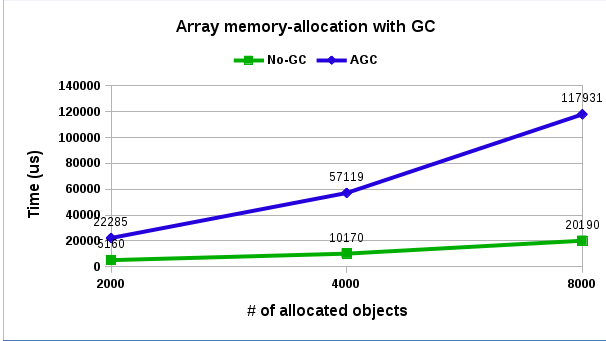 Array memory-allocation with GC
No-GC AGC
140000
120000
100000
80000
60000
40000
20000
0
117931
57119
22285
5160
10170
20190
Time (us)
2000 4000 8000
# of allocated objects